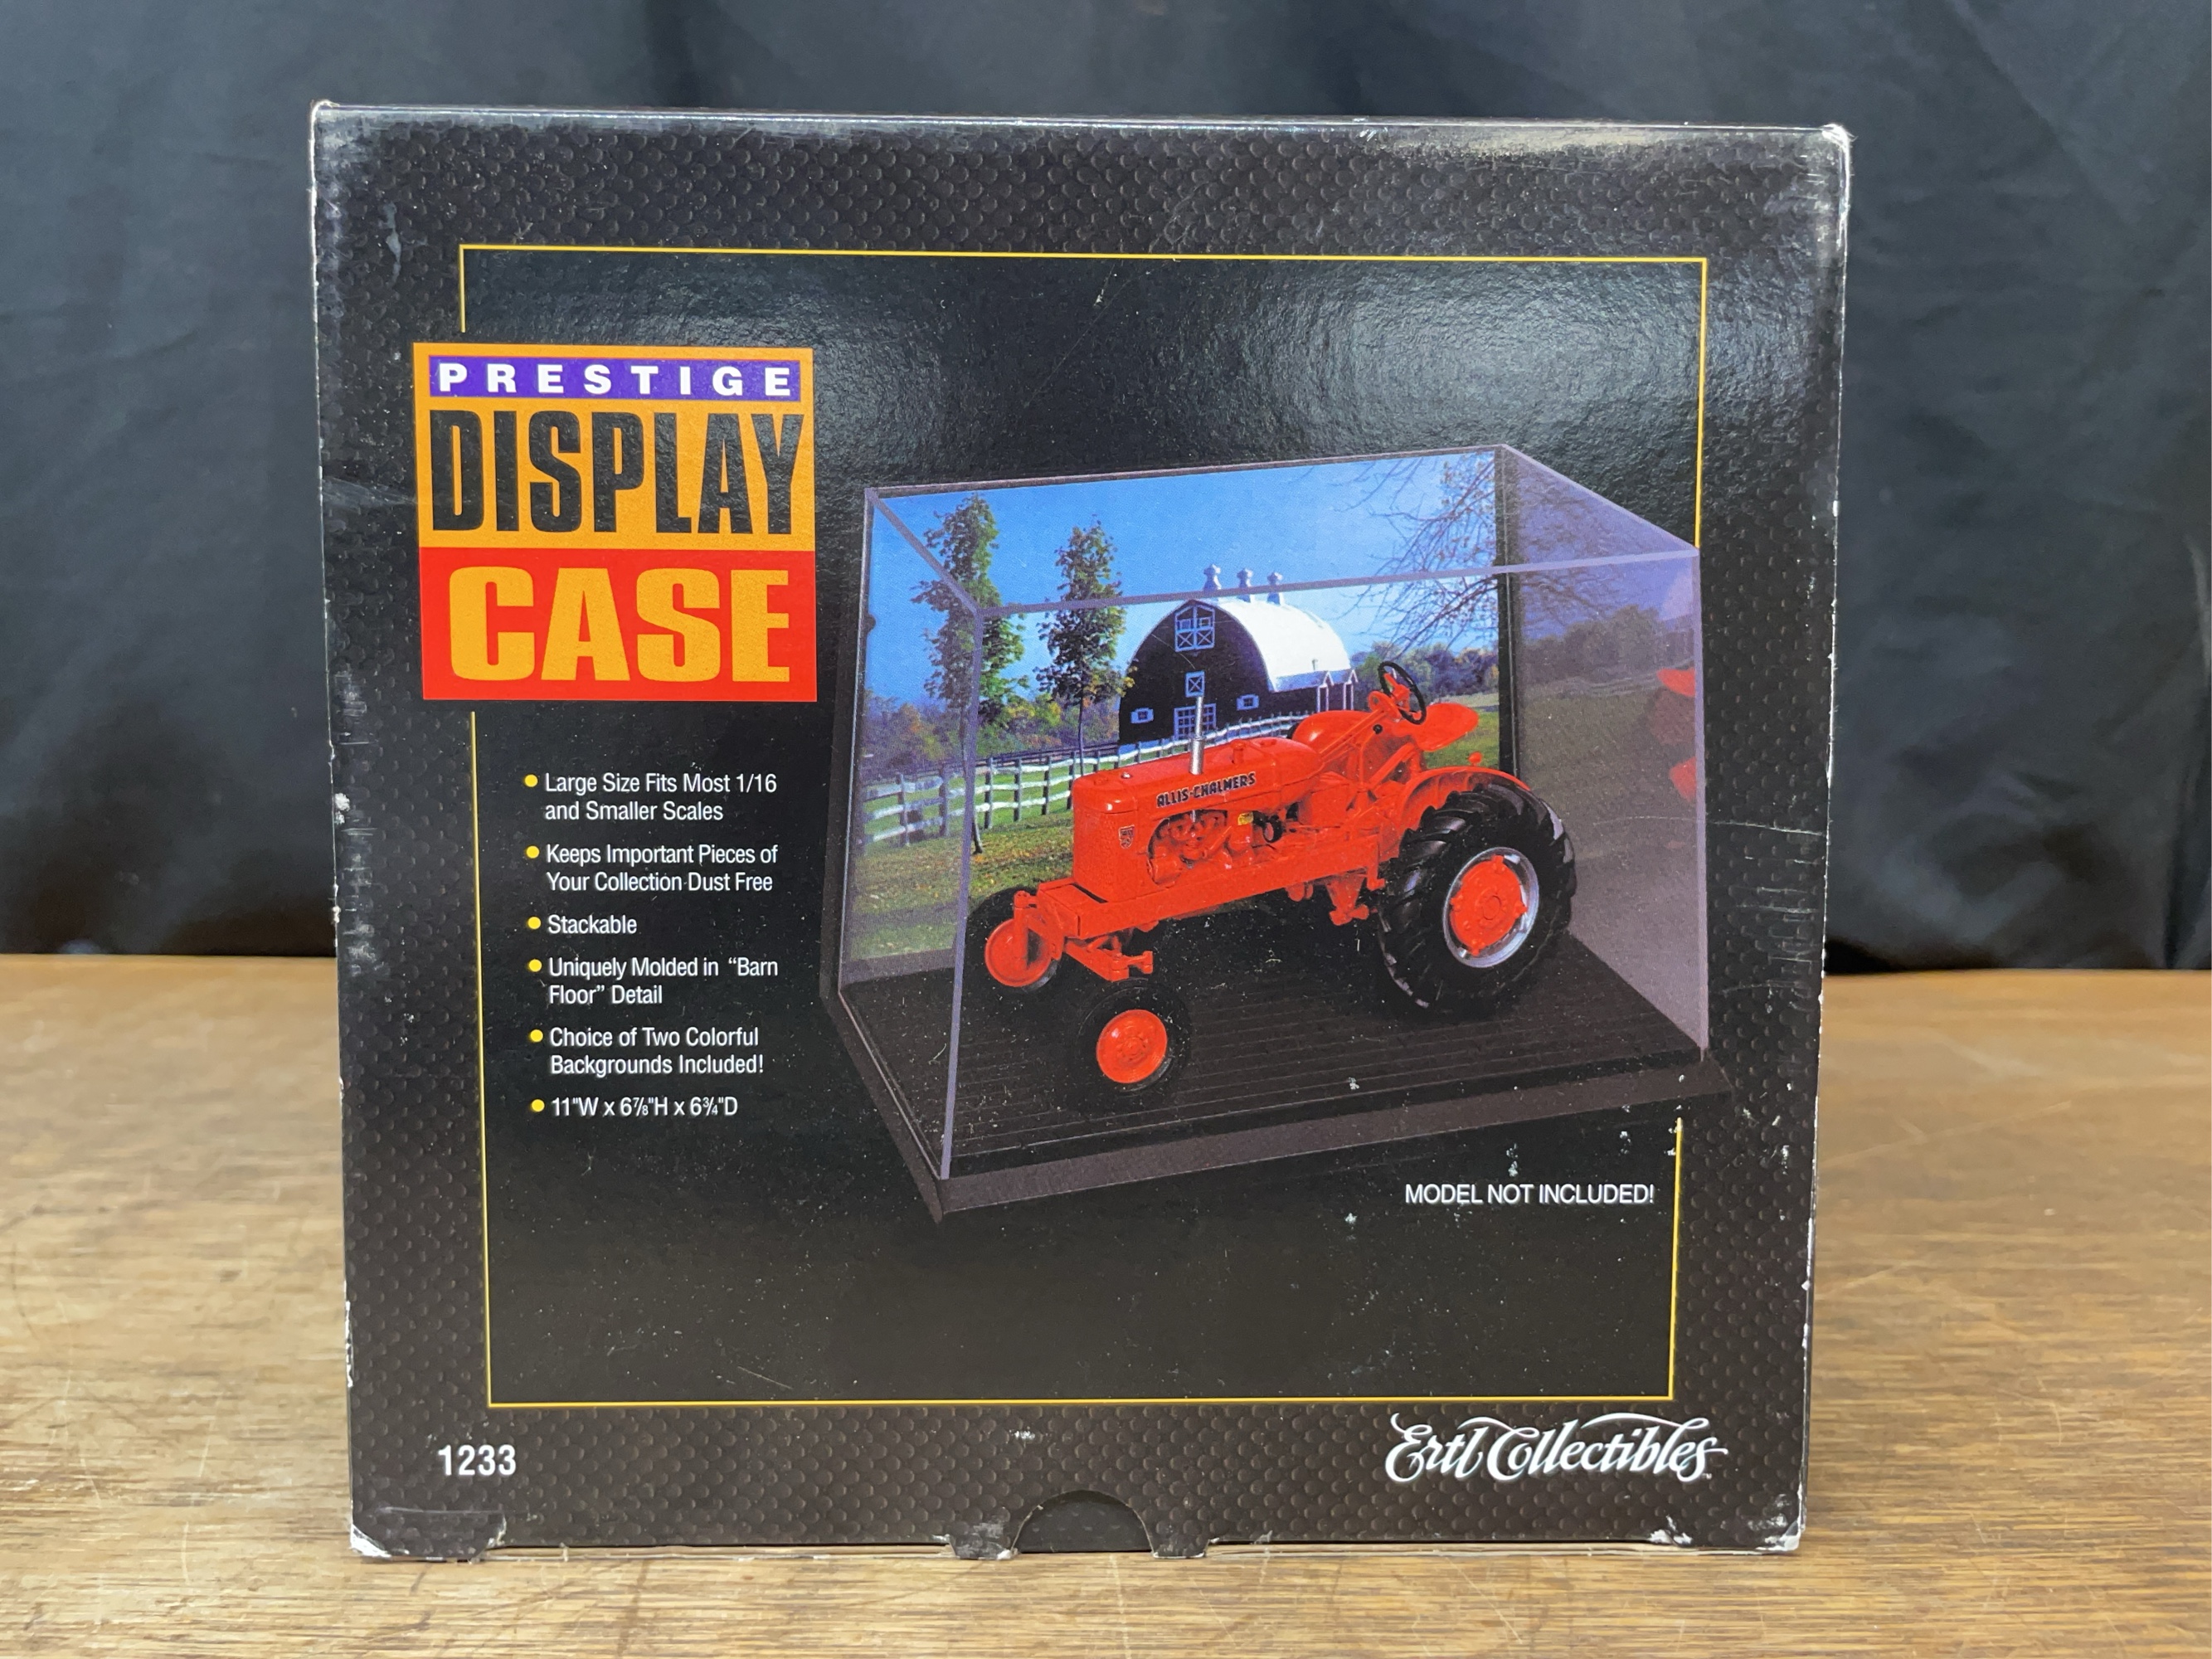 PRESTIGE
DISPLAY
CASE
Large Size Fits Most 1/16
and Smaller Scales
Keeps Important Pieces of
Your Collection Dust Free
Stackable
Uniquely Molded in “Barn
Floor” Detail
Choice of Two Colorful
Backgrounds Included!
11"W x 6⅞"H x 6¾"D
ALLIS-CHALMERS
MODEL NOT INCLUDED!
1233
Ertl Collectibles™